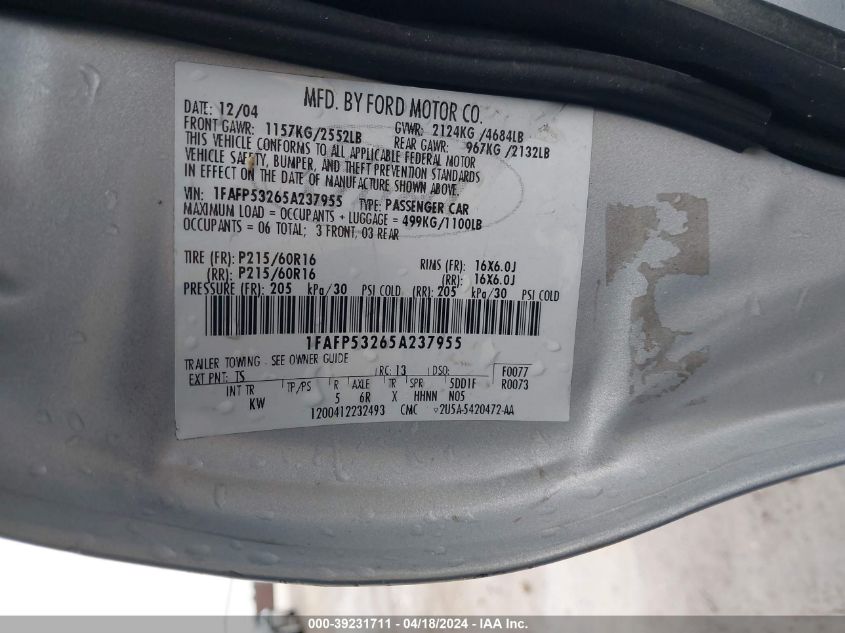 MFD. BY FORD MOTOR CO.
DATE: 12/04 GVWR: 2124KG/4684LB
FRONT GAWR: 1157KG/2552LB REAR GAWR: 967KG/2132LB
THIS VEHICLE CONFORMS TO ALL APPLICABLE FEDERAL MOTOR
VEHICLE SAFETY, BUMPER, AND THEFT PREVENTION STANDARDS
IN EFFECT ON THE DATE OF MANUFACTURE SHOWN ABOVE.
VIN: 1FAFP53265A237955 TYPE: PASSENGER CAR
MAXIMUM LOAD = OCCUPANTS + LUGGAGE = 499KG/1100LB
OCCUPANTS = 06 TOTAL; 3 FRONT, 03 REAR
TIRE (FR): P215/60R16 RIMS (FR): 16X6.0J
(RR): P215/60R16 (RR): 16X6.0J
PRESSURE (FR): 205 kPa/30 PSI COLD (RR): 205 kPa/30 PSI COLD
1FAFP53265A237955
TRAILER TOWING - SEE OWNER GUIDE
EXT PNT: TS RC: 13 DSO: F0077
R0073
INT TR TP/PS R AXLE TR SPR 5DD1F
KW 5 6R X HHNN N05
1200412232493 CMC 2U5A-5420472-AA
000-39231711 - 04/18/2024 - IAA Inc.